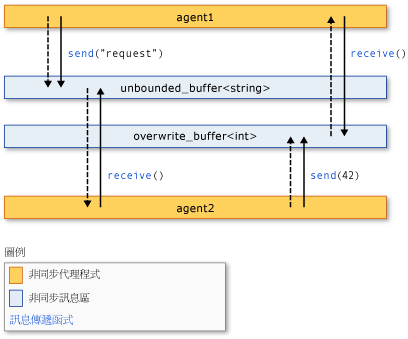 agent1
send("request")
receive()
unbounded_buffer<string>
overwrite_buffer<int>
receive()
send(42)
agent2
圖例
非同步代理程式
非同步訊息區
訊息傳遞函式